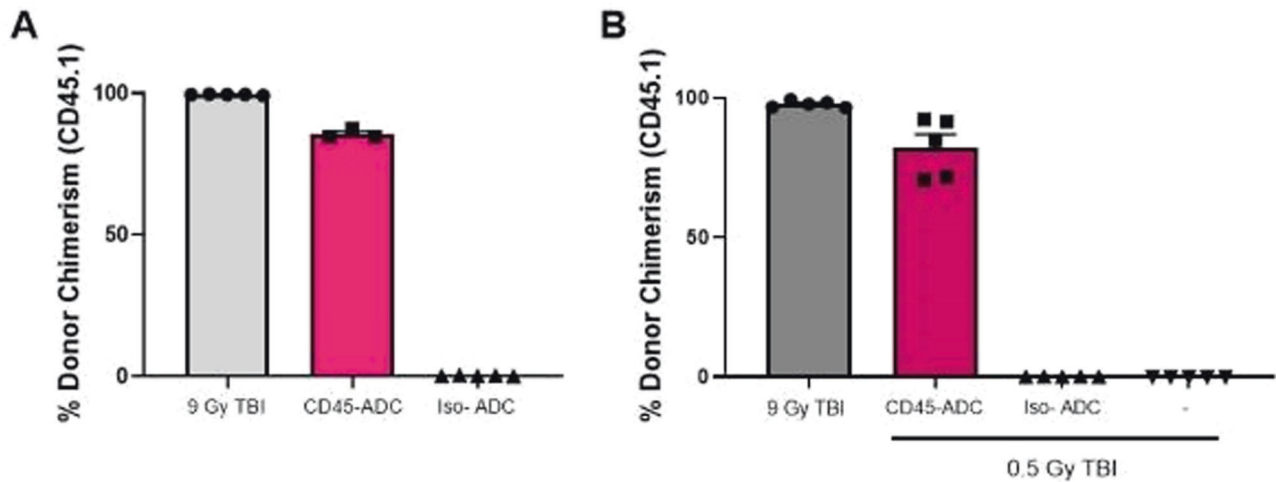 A
% Donor Chimerism (CD45.1)
100
50
0
9 Gy TBI
CD45-ADC
Iso- ADC
B
% Donor Chimerism (CD45.1)
100
50
0
9 Gy TBI
CD45-ADC
Iso- ADC
-
0.5 Gy TBI